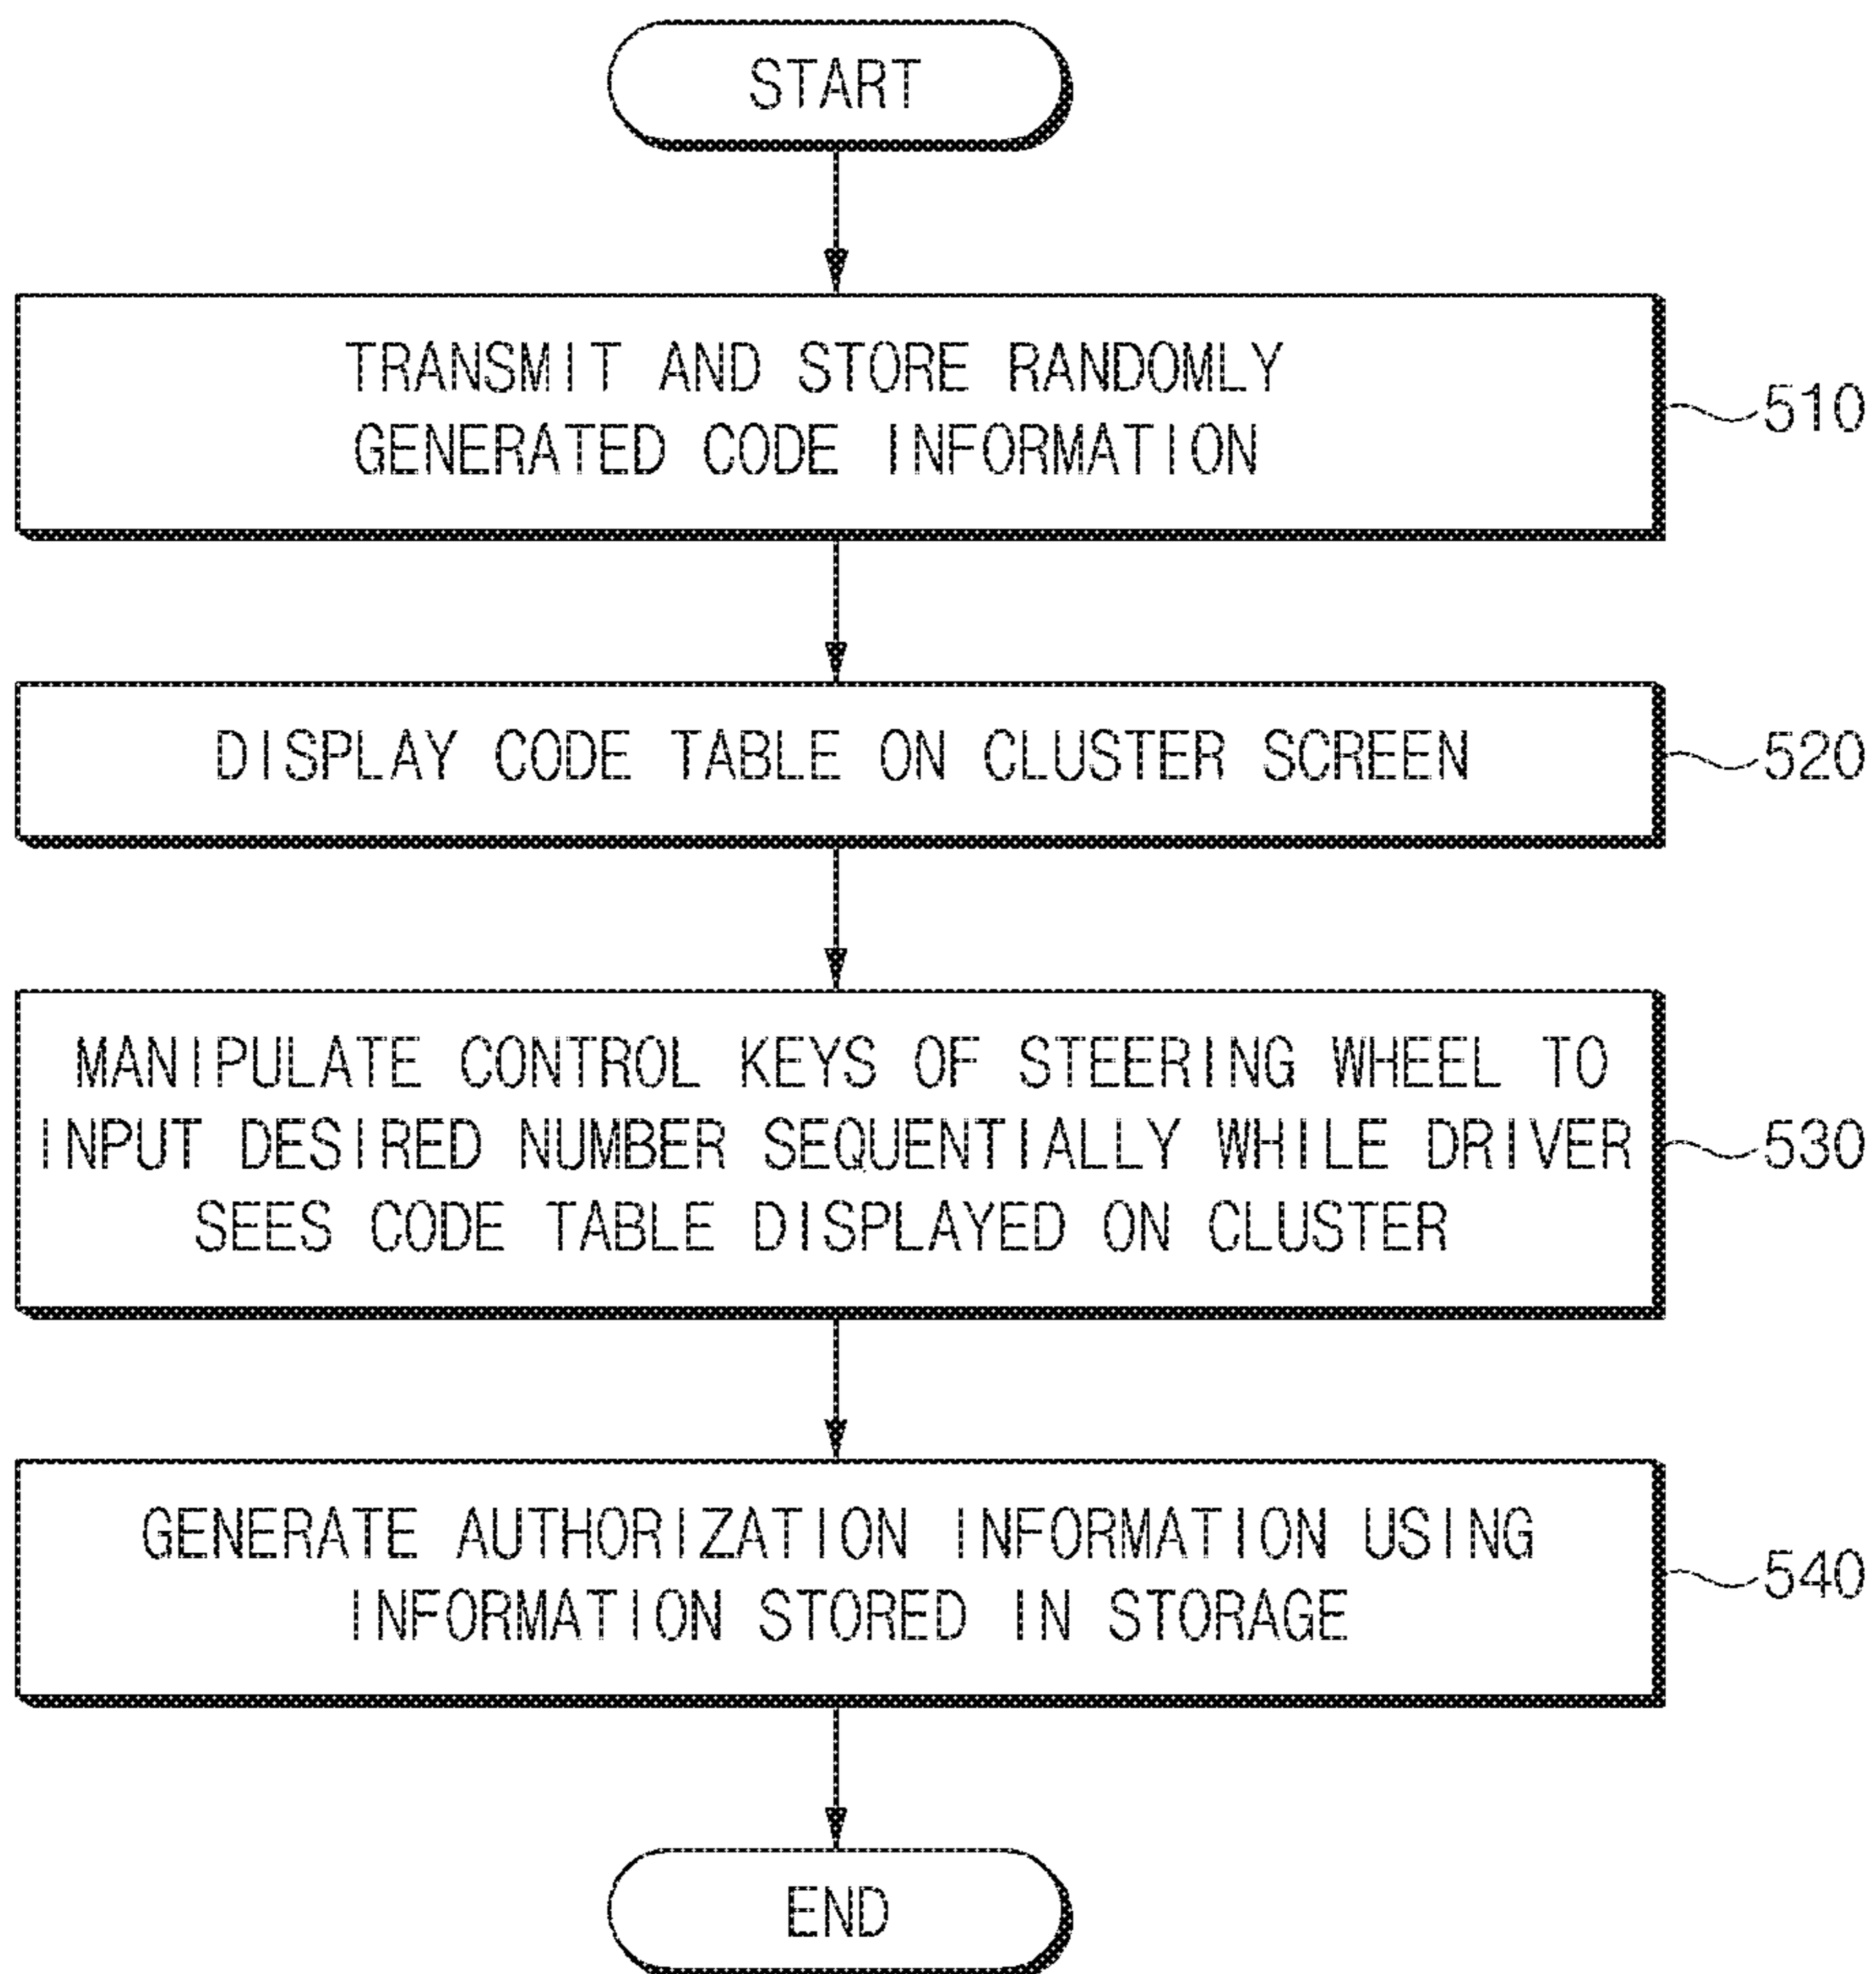 START
TRANSMIT AND STORE RANDOMLY
GENERATED CODE INFORMATION
510
DISPLAY CODE TABLE ON CLUSTER SCREEN
520
MANIPULATE CONTROL KEYS OF STEERING WHEEL TO
INPUT DESIRED NUMBER SEQUENTIALLY WHILE DRIVER
SEES CODE TABLE DISPLAYED ON CLUSTER
530
GENERATE AUTHORIZATION INFORMATION USING
INFORMATION STORED IN STORAGE
540
END